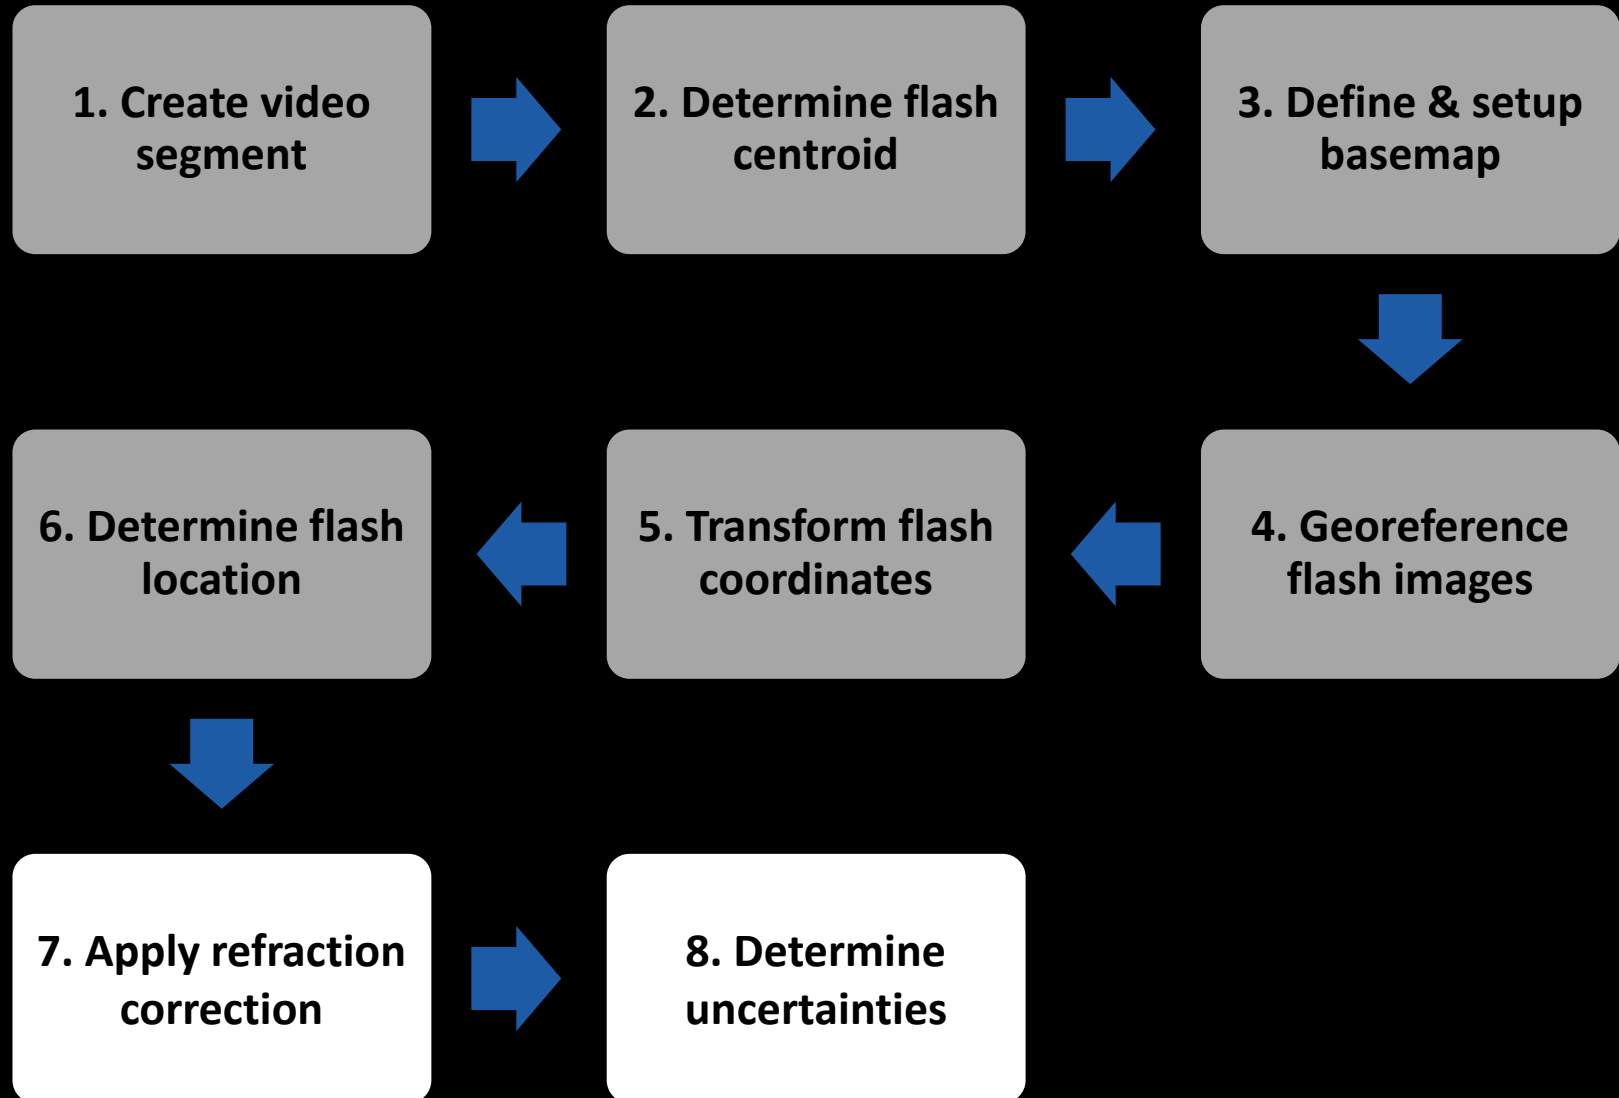 1. Create video
segment
2. Determine flash
centroid
3. Define & setup
basemap
4. Georeference
flash images
5. Transform flash
coordinates
6. Determine flash
location
7. Apply refraction
correction
8. Determine
uncertainties